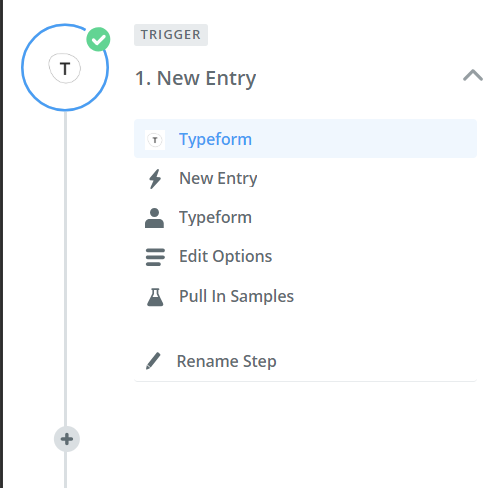 TRIGGER
T
1. New Entry
T Typeform
New Entry
Typeform
Edit Options
Pull In Samples
Rename Step